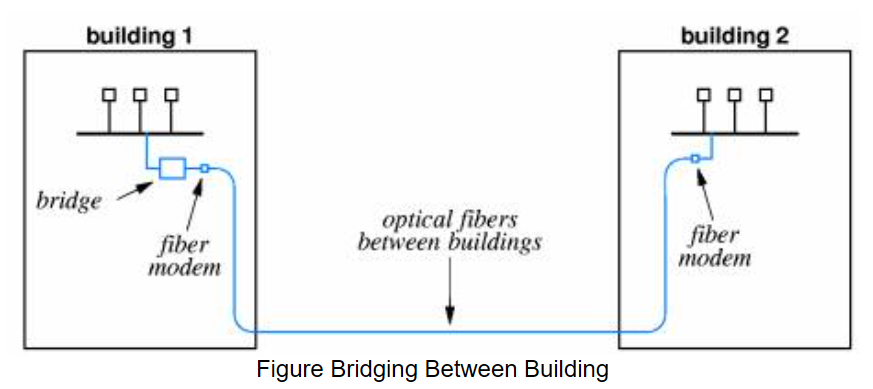 building 1
building 2
bridge
fiber
modem
optical fibers
between buildings
fiber
modem
Figure Bridging Between Building